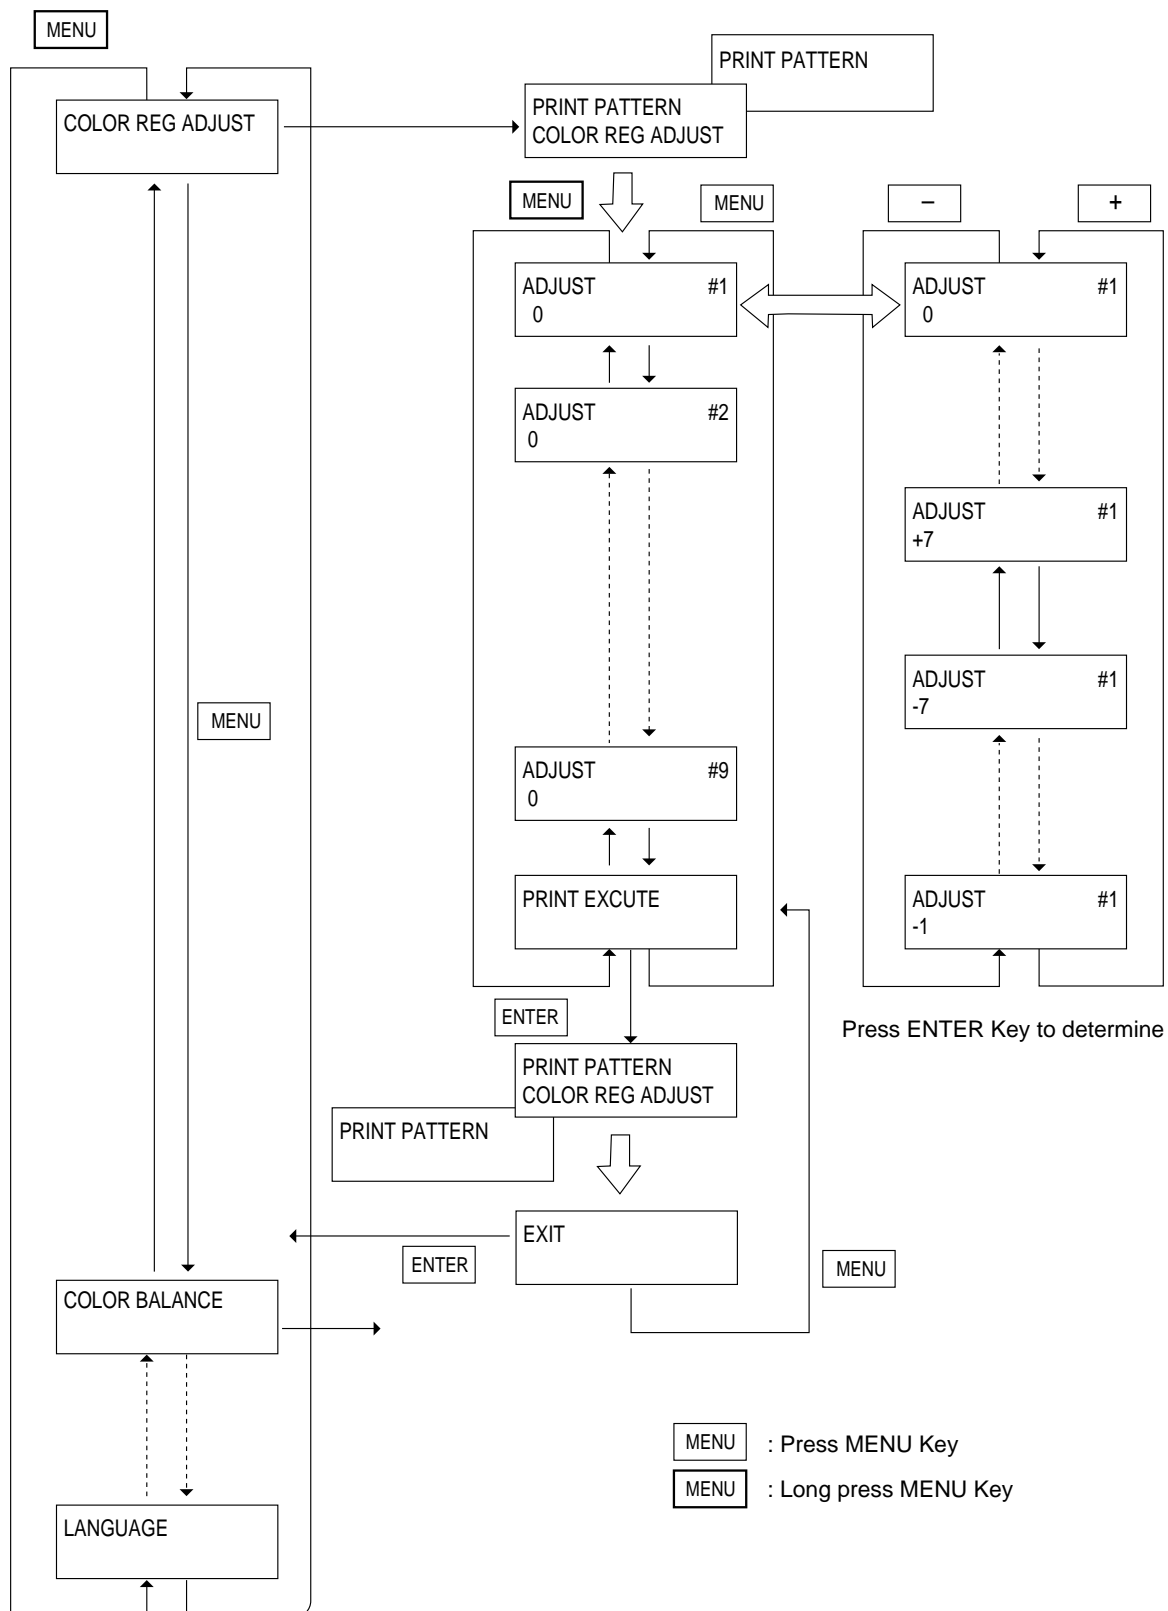 MENU
PRINT PATTERN
COLOR REG ADJUST
PRINT PATTERN
COLOR REG ADJUST
MENU
MENU
–
+
ADJUST #1
0
ADJUST #1
0
ADJUST #2
0
ADJUST #1
+7
ADJUST #1
-7
MENU
ADJUST #9
0
PRINT EXCUTE
ADJUST #1
-1
ENTER
Press ENTER Key to determine
PRINT PATTERN
COLOR REG ADJUST
PRINT PATTERN
EXIT
ENTER
MENU
COLOR BALANCE
MENU : Press MENU Key
MENU : Long press MENU Key
LANGUAGE